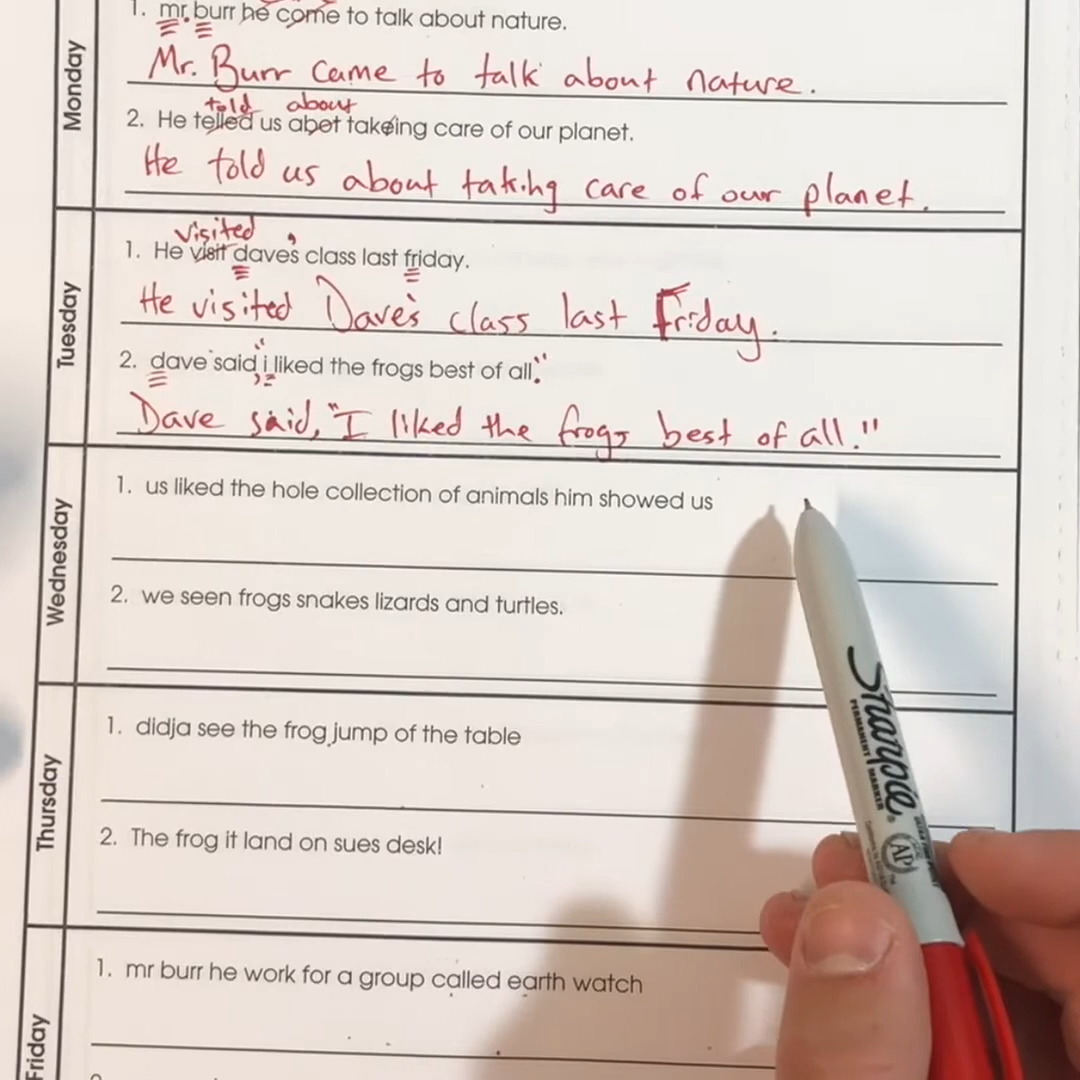 Monday
1. mr. burr he come to talk about nature.
Mr. Burr came to talk about nature.
told about
2. He telled us abot takeing care of our planet.
He told us about taking care of our planet.
Tuesday
visited ,
1. He visit daves class last friday.
He visited Dave's class last Friday.
2. dave said, "i liked the frogs best of all."
Dave said, "I liked the frogs best of all."
Wednesday
1. us liked the hole collection of animals him showed us
2. we seen frogs snakes lizards and turtles.
Thursday
1. didja see the frog jump of the table
2. The frog it land on sues desk!
Friday
1. mr burr he work for a group called earth watch
Sharpie
PERMANENT MARKER
AP